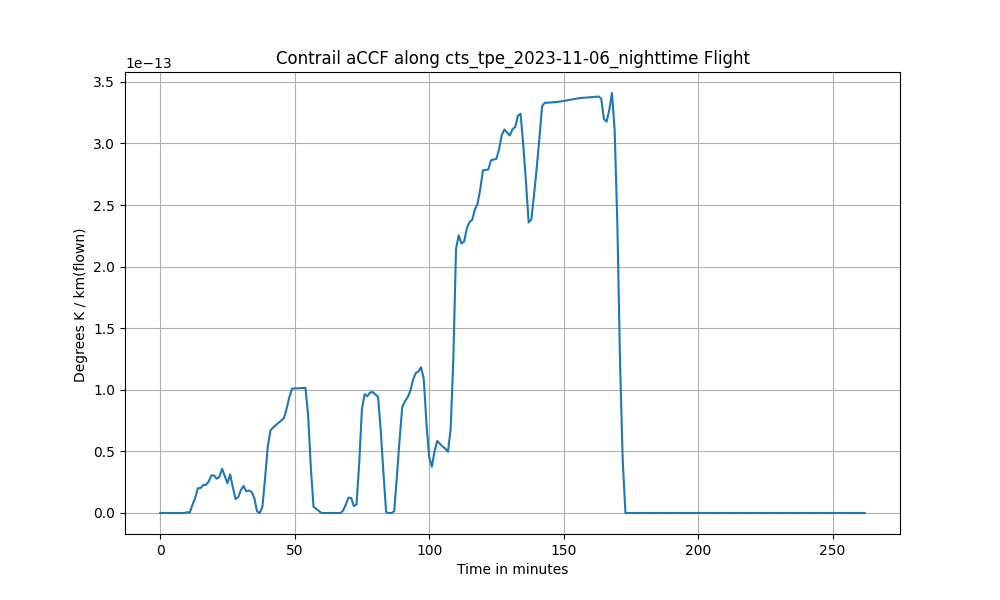 Contrail aCCF along cts_tpe_2023-11-06_nighttime Flight
1e−13
3.5
3.0
2.5
2.0
1.5
1.0
0.5
0.0
Degrees K / km(flown)
0 50 100 150 200 250
Time in minutes